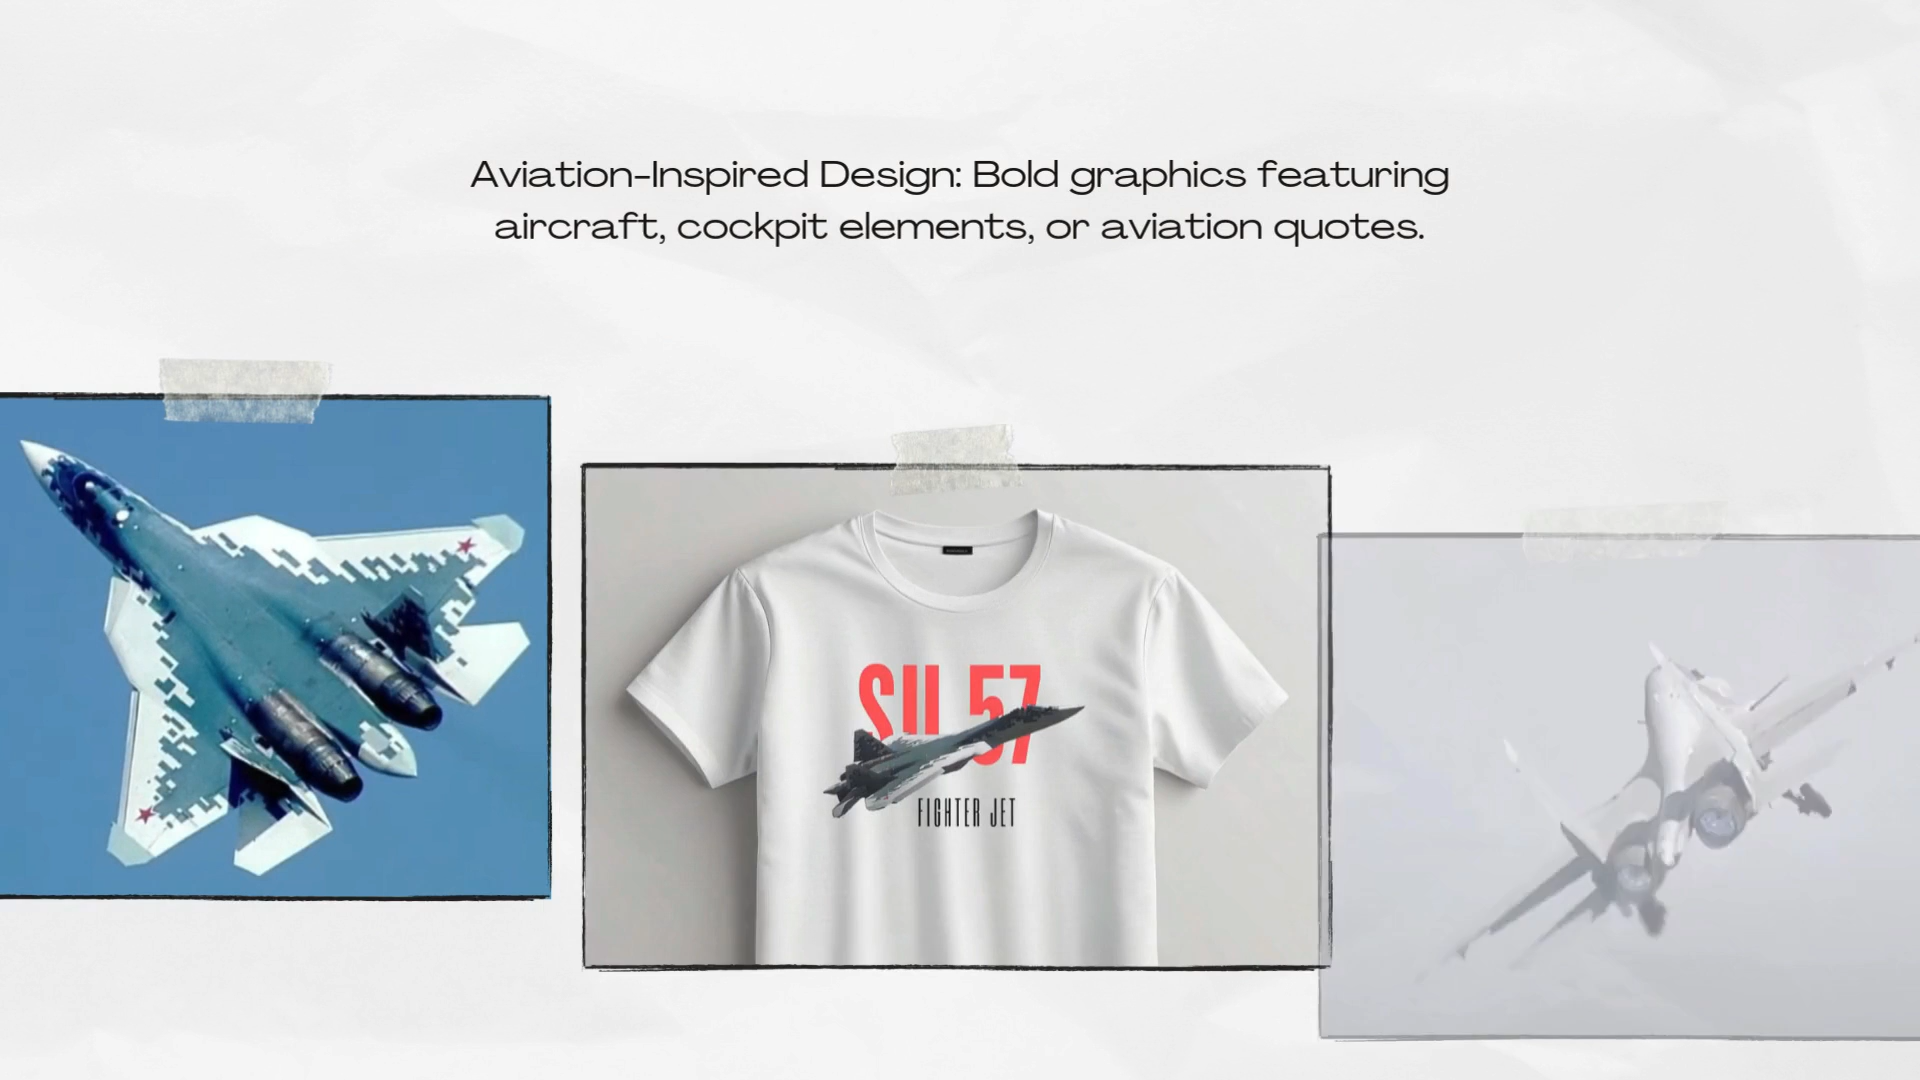 Aviation-Inspired Design: Bold graphics featuring
aircraft, cockpit elements, or aviation quotes.
SU 57
FIGHTER JET